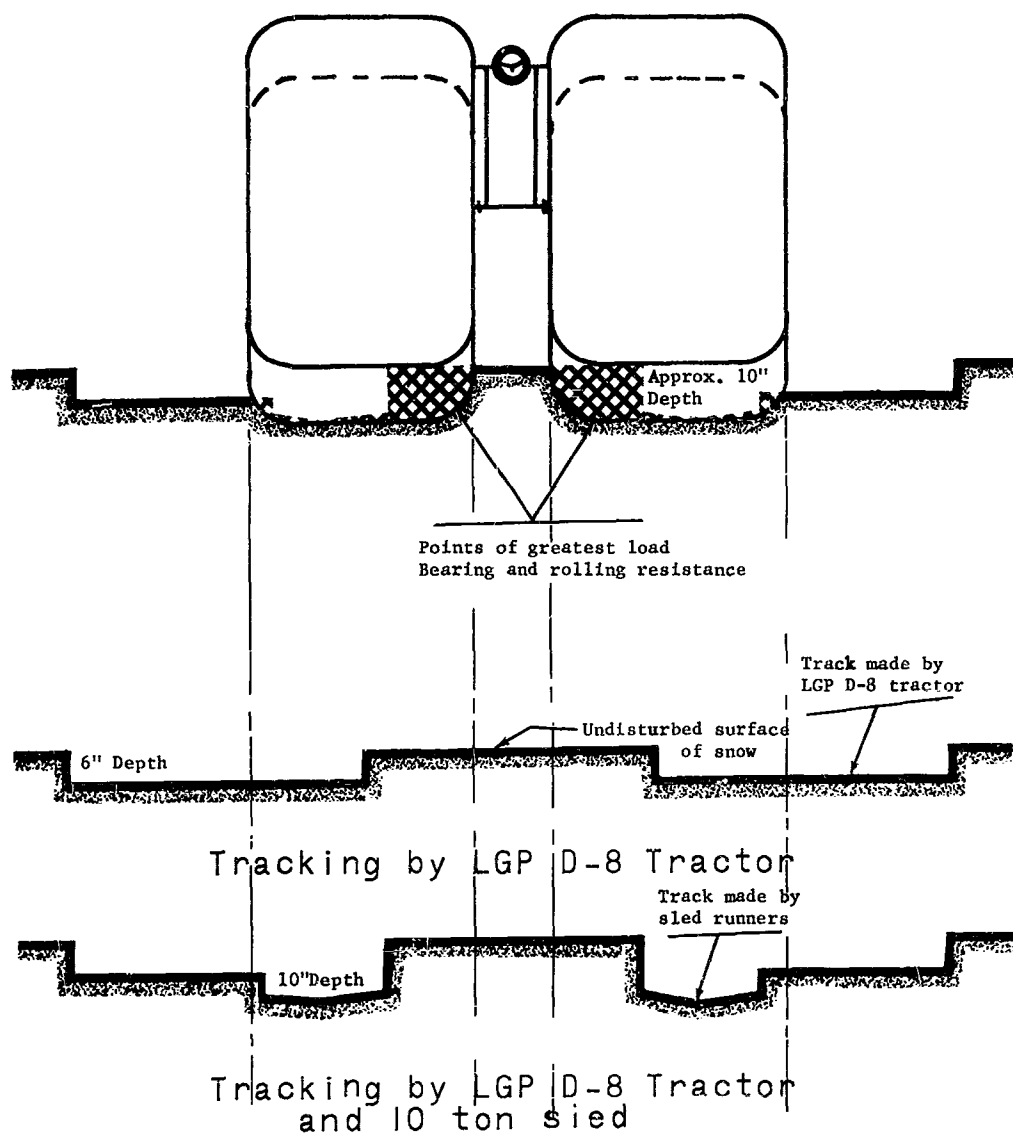 Approx. 10"
Depth
Points of greatest load
Bearing and rolling resistance
Track made by
LGP D-8 tractor
Undisturbed surface
of snow
6" Depth
Tracking by LGP D-8 Tractor
Track made by
sled runners
10"Depth
Tracking by LGP D-8 Tractor
and 10 ton sied